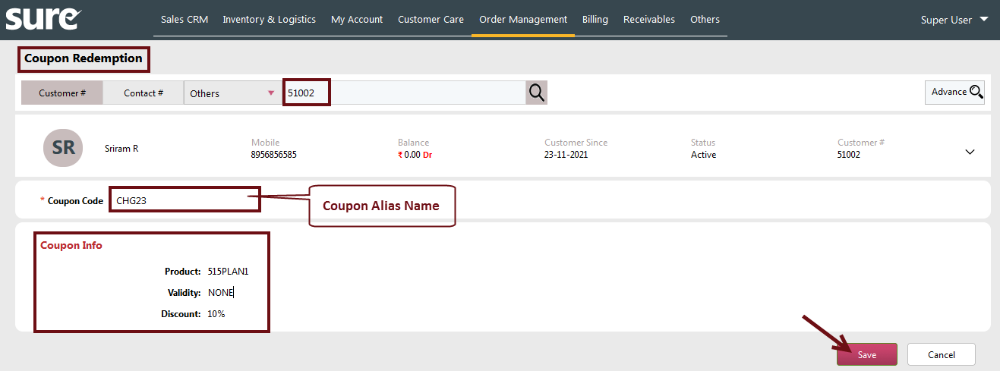 sure Sales CRM Inventory & Logistics My Account Customer Care Order Management Billing Receivables Others Super User
Coupon Redemption
Customer # Contact # Others 51002 Advance
SR Sriram R
Mobile Balance Customer Since Status Customer #
8956856585 ₹ 0.00 Dr 23-11-2021 Active 51002
* Coupon Code CHG23 Coupon Alias Name
Coupon Info
Product: 515PLAN1
Validity: NONE
Discount: 10%
Save Cancel